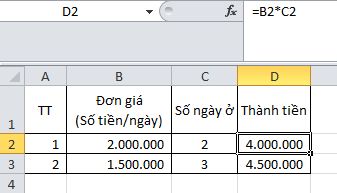 D2 fx =B2*C2
A B C D
1 TT Đơn giá Số ngày ở Thành tiền
(Số tiền/ngày)
2 1 2.000.000 2 4.000.000
3 2 1.500.000 3 4.500.000
4